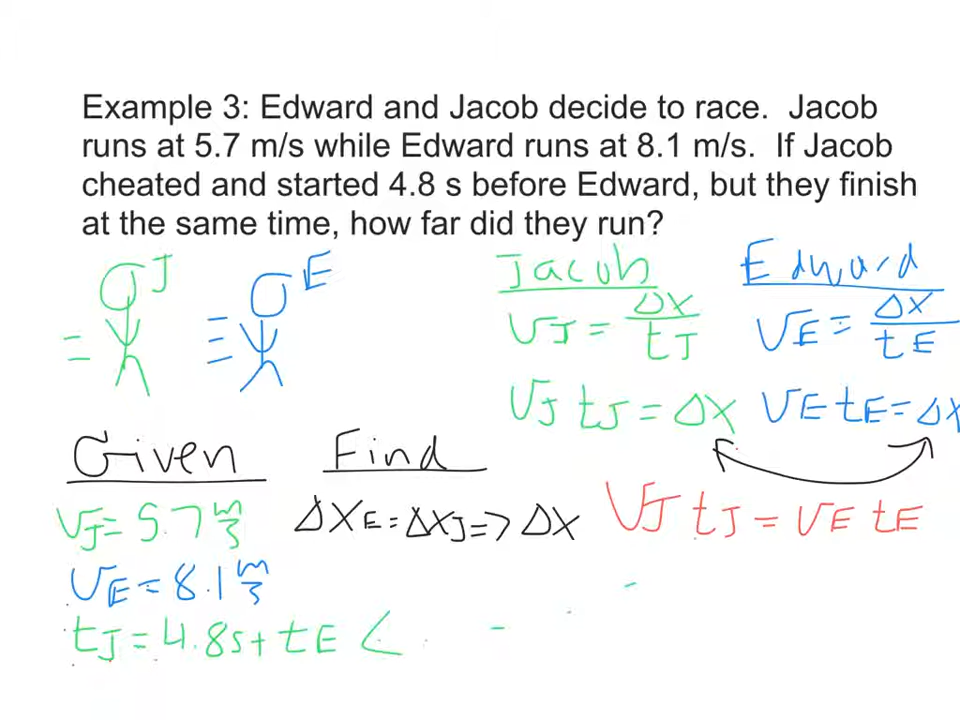 Example 3: Edward and Jacob decide to race. Jacob
runs at 5.7 m/s while Edward runs at 8.1 m/s. If Jacob
cheated and started 4.8 s before Edward, but they finish
at the same time, how far did they run?
J
E
Jacob
Edward
VJ = ΔX/tJ
VE = ΔX/tE
VJ tJ = ΔX
VE tE = ΔX
Given
Find
VJ = 5.7 m/s
ΔXE = ΔXJ => ΔX
VJ tJ = VE tE
VE = 8.1 m/s
tJ = 4.8s + tE <